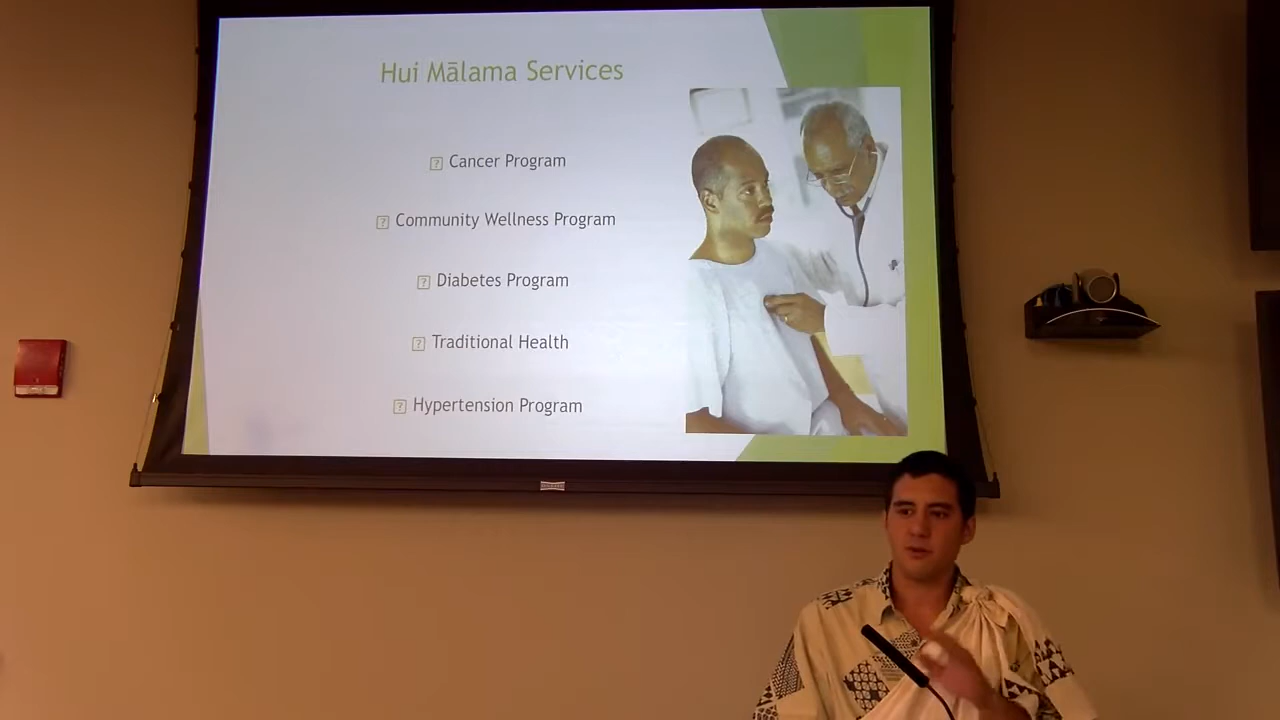 Hui Mālama Services
⍰ Cancer Program
⍰ Community Wellness Program
⍰ Diabetes Program
⍰ Traditional Health
⍰ Hypertension Program